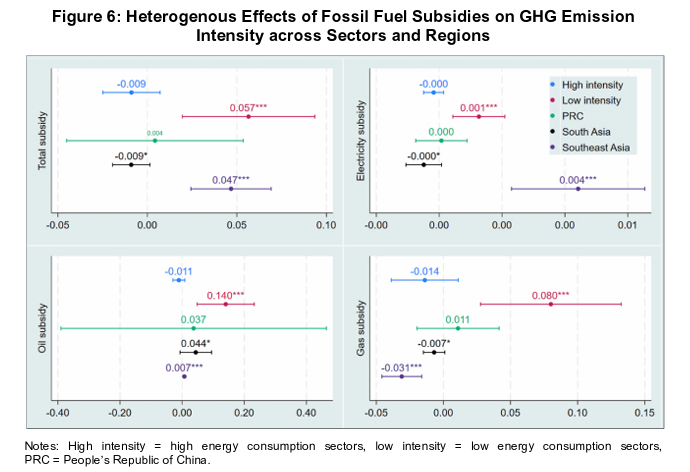 Figure 6: Heterogenous Effects of Fossil Fuel Subsidies on GHG Emission
Intensity across Sectors and Regions
Total subsidy
-0.009
0.057***
0.004
-0.009*
0.047***
-0.05 0.00 0.05 0.10
Electricity subsidy
-0.000
0.001***
0.000
-0.000*
0.004***
-0.00 0.00 0.00 0.00 0.01
High intensity
Low intensity
PRC
South Asia
Southeast Asia
Oil subsidy
-0.011
0.140***
0.037
0.044*
0.007***
-0.40 -0.20 0.00 0.20 0.40
Gas subsidy
-0.014
0.080***
0.011
-0.007*
-0.031***
-0.05 0.00 0.05 0.10 0.15
Notes: High intensity = high energy consumption sectors, low intensity = low energy consumption sectors,
PRC = People's Republic of China.